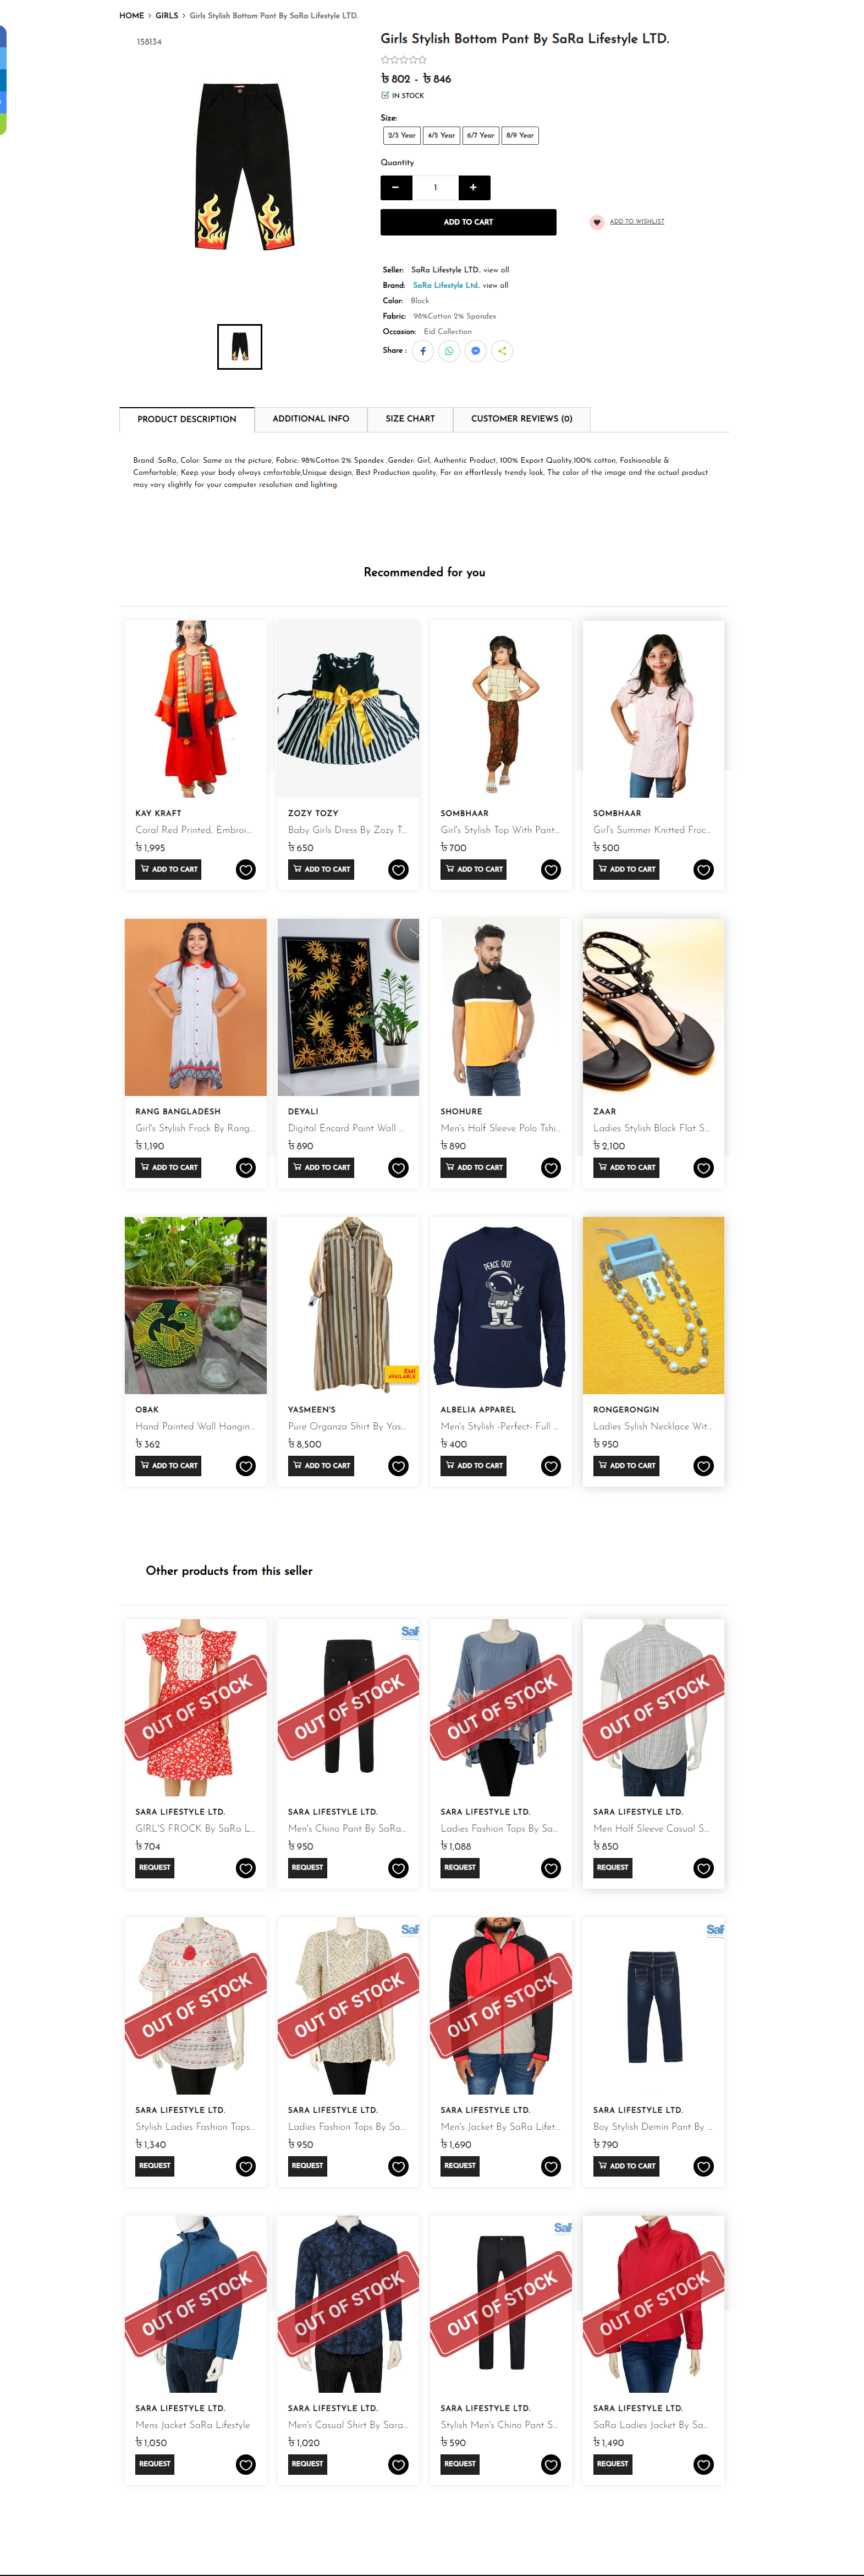 HOME > GIRLS > Girls Stylish Bottom Pant By SaRa Lifestyle LTD.
158134
Girls Stylish Bottom Pant By SaRa Lifestyle LTD.
৳ 802 - ৳ 846
IN STOCK
Size:
2/3 Year 4/5 Year 6/7 Year 8/9 Year
Quantity
− 1 +
ADD TO CART ADD TO WISHLIST
Seller: SaRa Lifestyle LTD.. view all
Brand: SaRa Lifestyle Ltd.. view all
Color: Black
Fabric: 98%Cotton 2% Spandex
Occasion: Eid Collection
Share :
PRODUCT DESCRIPTION ADDITIONAL INFO SIZE CHART CUSTOMER REVIEWS (0)
Brand :SaRa, Color: Same as the picture, Fabric: 98%Cotton 2% Spandex ,Gender: Girl, Authentic Product, 100% Export Quality,100% cotton, Fashionable &
Comfortable, Keep your body always cmfortable,Unique design, Best Production quality, For an effortlessly trendy look, The color of the image and the actual product
may vary slightly for your computer resolution and lighting.
Recommended for you
KAY KRAFT ZOZY TOZY SOMBHAAR SOMBHAAR
Coral Red Printed, Embroi... Baby Girls Dress By Zozy T... Girl's Stylish Top With Pant... Girl's Summer Knitted Froc...
৳ 1,995 ৳ 650 ৳ 700 ৳ 500
ADD TO CART ADD TO CART ADD TO CART ADD TO CART
ZAAR
RANG BANGLADESH DEYALI SHOHURE ZAAR
Girl's Stylish Frock By Rang... Digital Encard Paint Wall ... Men's Half Sleeve Polo Tshi... Ladies Stylish Black Flat S...
৳ 1,190 ৳ 890 ৳ 890 ৳ 2,100
ADD TO CART ADD TO CART ADD TO CART ADD TO CART
PEACE OUT
EMI
AVAILABLE
OBAK YASMEEN'S ALBELIA APPAREL RONGERONGIN
Hand Painted Wall Hangin... Pure Organza Shirt By Yas... Men's Stylish -Perfect- Full ... Ladies Sylish Necklace Wit...
৳ 362 ৳ 8,500 ৳ 400 ৳ 950
ADD TO CART ADD TO CART ADD TO CART ADD TO CART
Other products from this seller
SaR
OUT OF STOCK OUT OF STOCK OUT OF STOCK OUT OF STOCK
SARA LIFESTYLE LTD. SARA LIFESTYLE LTD. SARA LIFESTYLE LTD. SARA LIFESTYLE LTD.
GIRL'S FROCK By SaRa L... Men's Chino Pant By SaRa... Ladies Fashion Tops By Sa... Men Half Sleeve Casual S...
৳ 704 ৳ 950 ৳ 1,088 ৳ 850
REQUEST REQUEST REQUEST REQUEST
SaR SaR
OUT OF STOCK OUT OF STOCK OUT OF STOCK
SARA LIFESTYLE LTD. SARA LIFESTYLE LTD. SARA LIFESTYLE LTD. SARA LIFESTYLE LTD.
Stylish Ladies Fashion Tops... Ladies Fashion Tops By Sa... Men's Jacket By SaRa Lifet... Boy Stylish Demin Pant By ...
৳ 1,340 ৳ 950 ৳ 1,690 ৳ 790
REQUEST REQUEST REQUEST ADD TO CART
SaR
OUT OF STOCK OUT OF STOCK OUT OF STOCK OUT OF STOCK
SARA LIFESTYLE LTD. SARA LIFESTYLE LTD. SARA LIFESTYLE LTD. SARA LIFESTYLE LTD.
Mens Jacket SaRa Lifestyle Men's Casual Shirt By Sara... Stylish Men's Chino Pant S... SaRa Ladies Jacket By Sa...
৳ 1,050 ৳ 1,020 ৳ 590 ৳ 1,490
REQUEST REQUEST REQUEST REQUEST